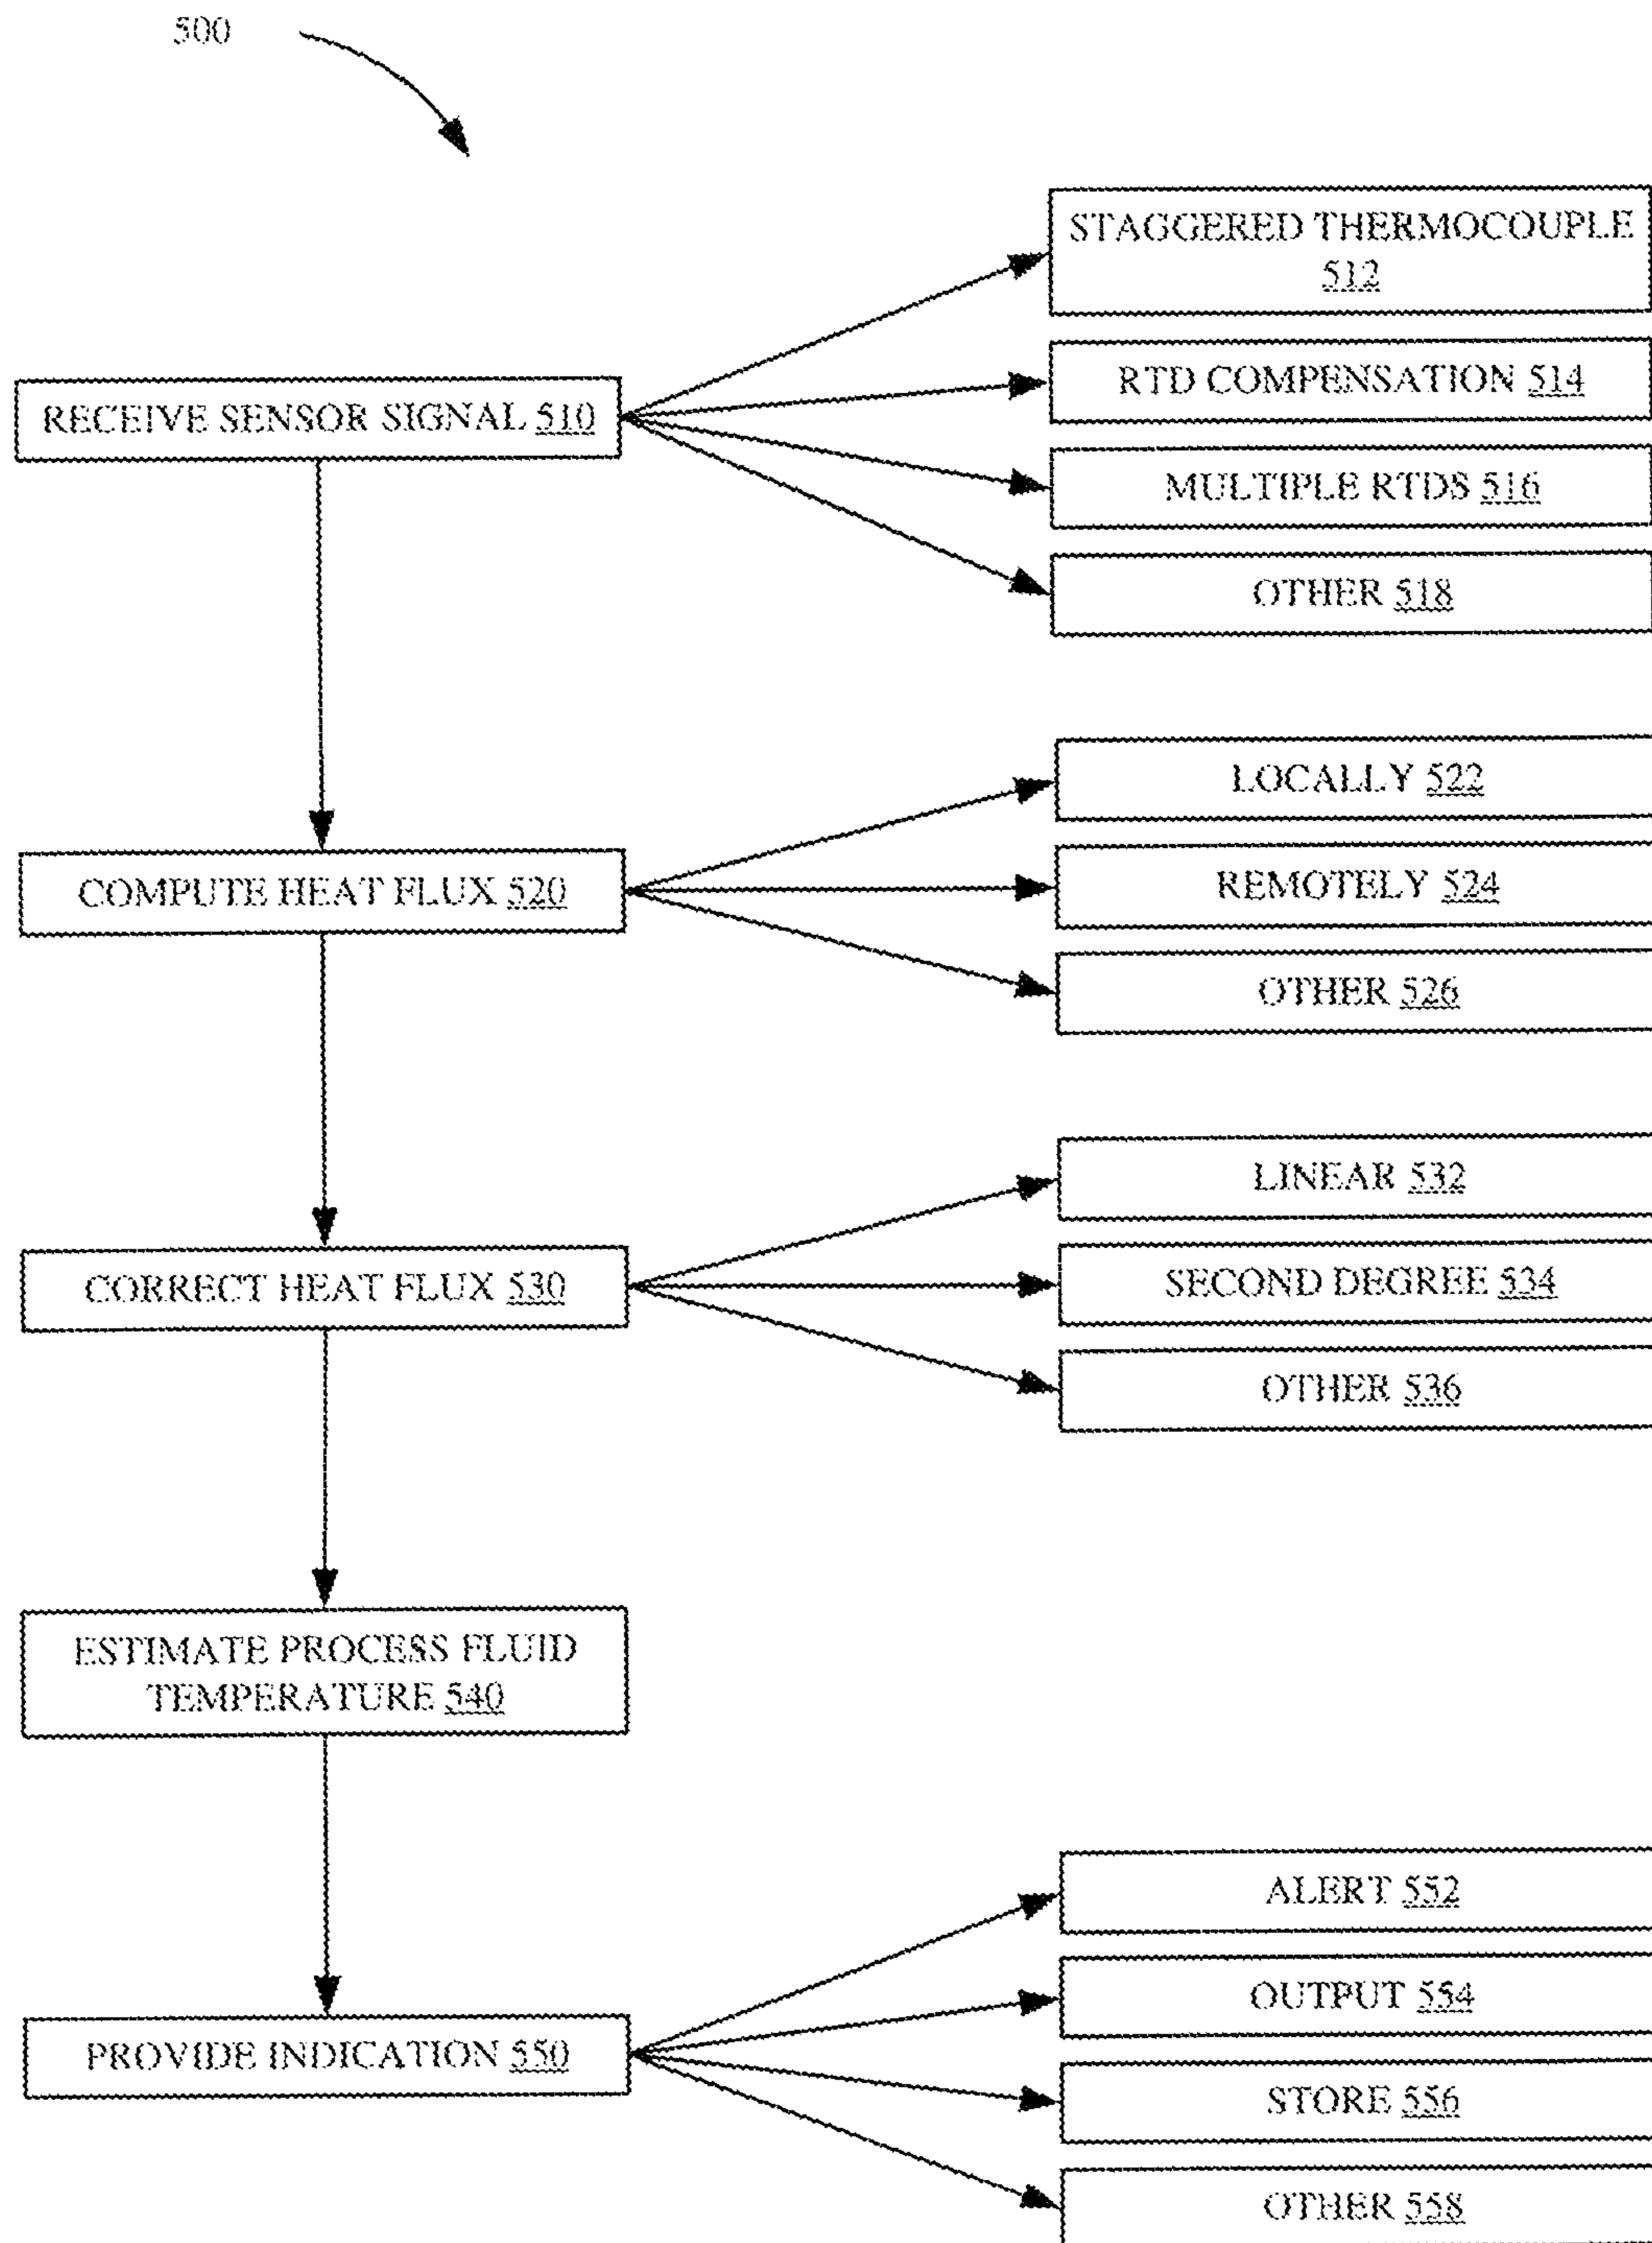 500
STAGGERED THERMOCOUPLE
512
RECEIVE SENSOR SIGNAL 510
RTD COMPENSATION 514
MULTIPLE RTDS 516
OTHER 518
COMPUTE HEAT FLUX 520
LOCALLY 522
REMOTELY 524
OTHER 526
CORRECT HEAT FLUX 530
LINEAR 532
SECOND DEGREE 534
OTHER 536
ESTIMATE PROCESS FLUID
TEMPERATURE 540
PROVIDE INDICATION 550
ALERT 552
OUTPUT 554
STORE 556
OTHER 558